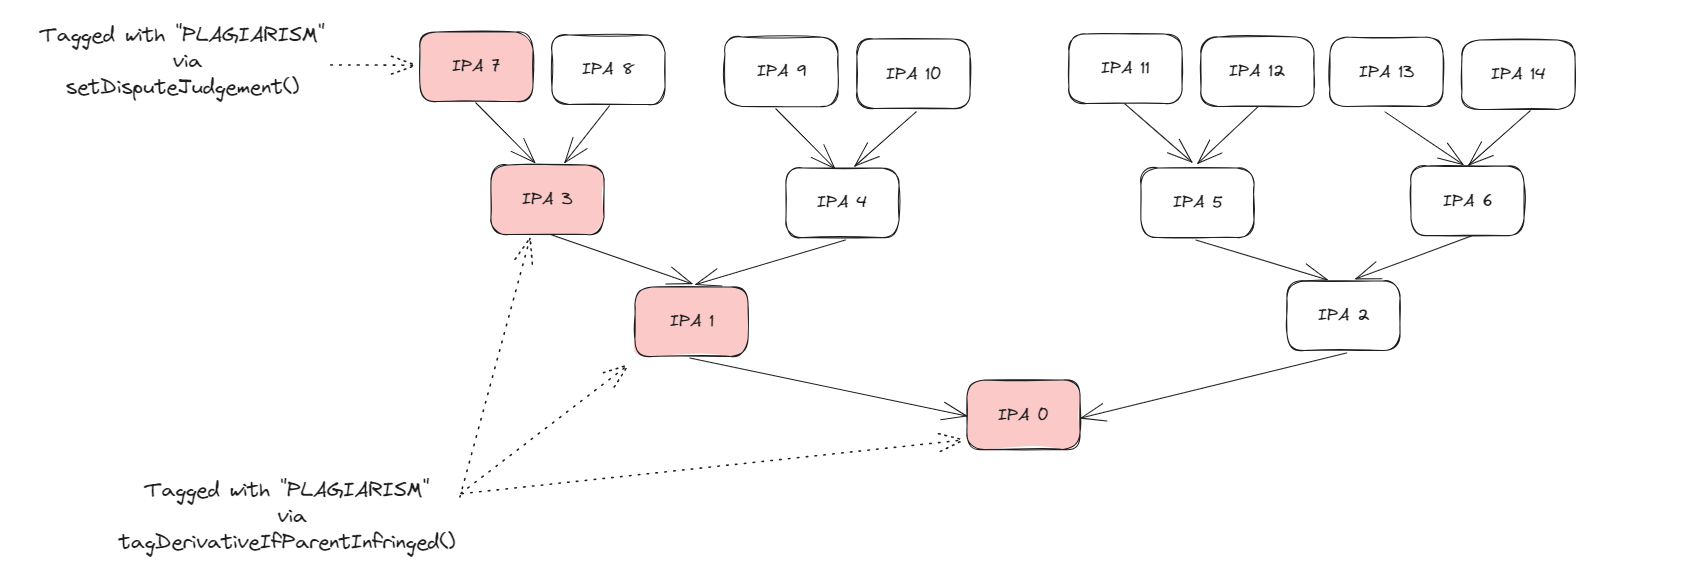 Tagged with "PLAGIARISM"
via
setDisputeJudgement()
IPA 7
IPA 8
IPA 9
IPA 10
IPA 11
IPA 12
IPA 13
IPA 14
IPA 3
IPA 4
IPA 5
IPA 6
IPA 1
IPA 2
IPA 0
Tagged with "PLAGIARISM"
via
tagDerivativeIfParentInfringed()